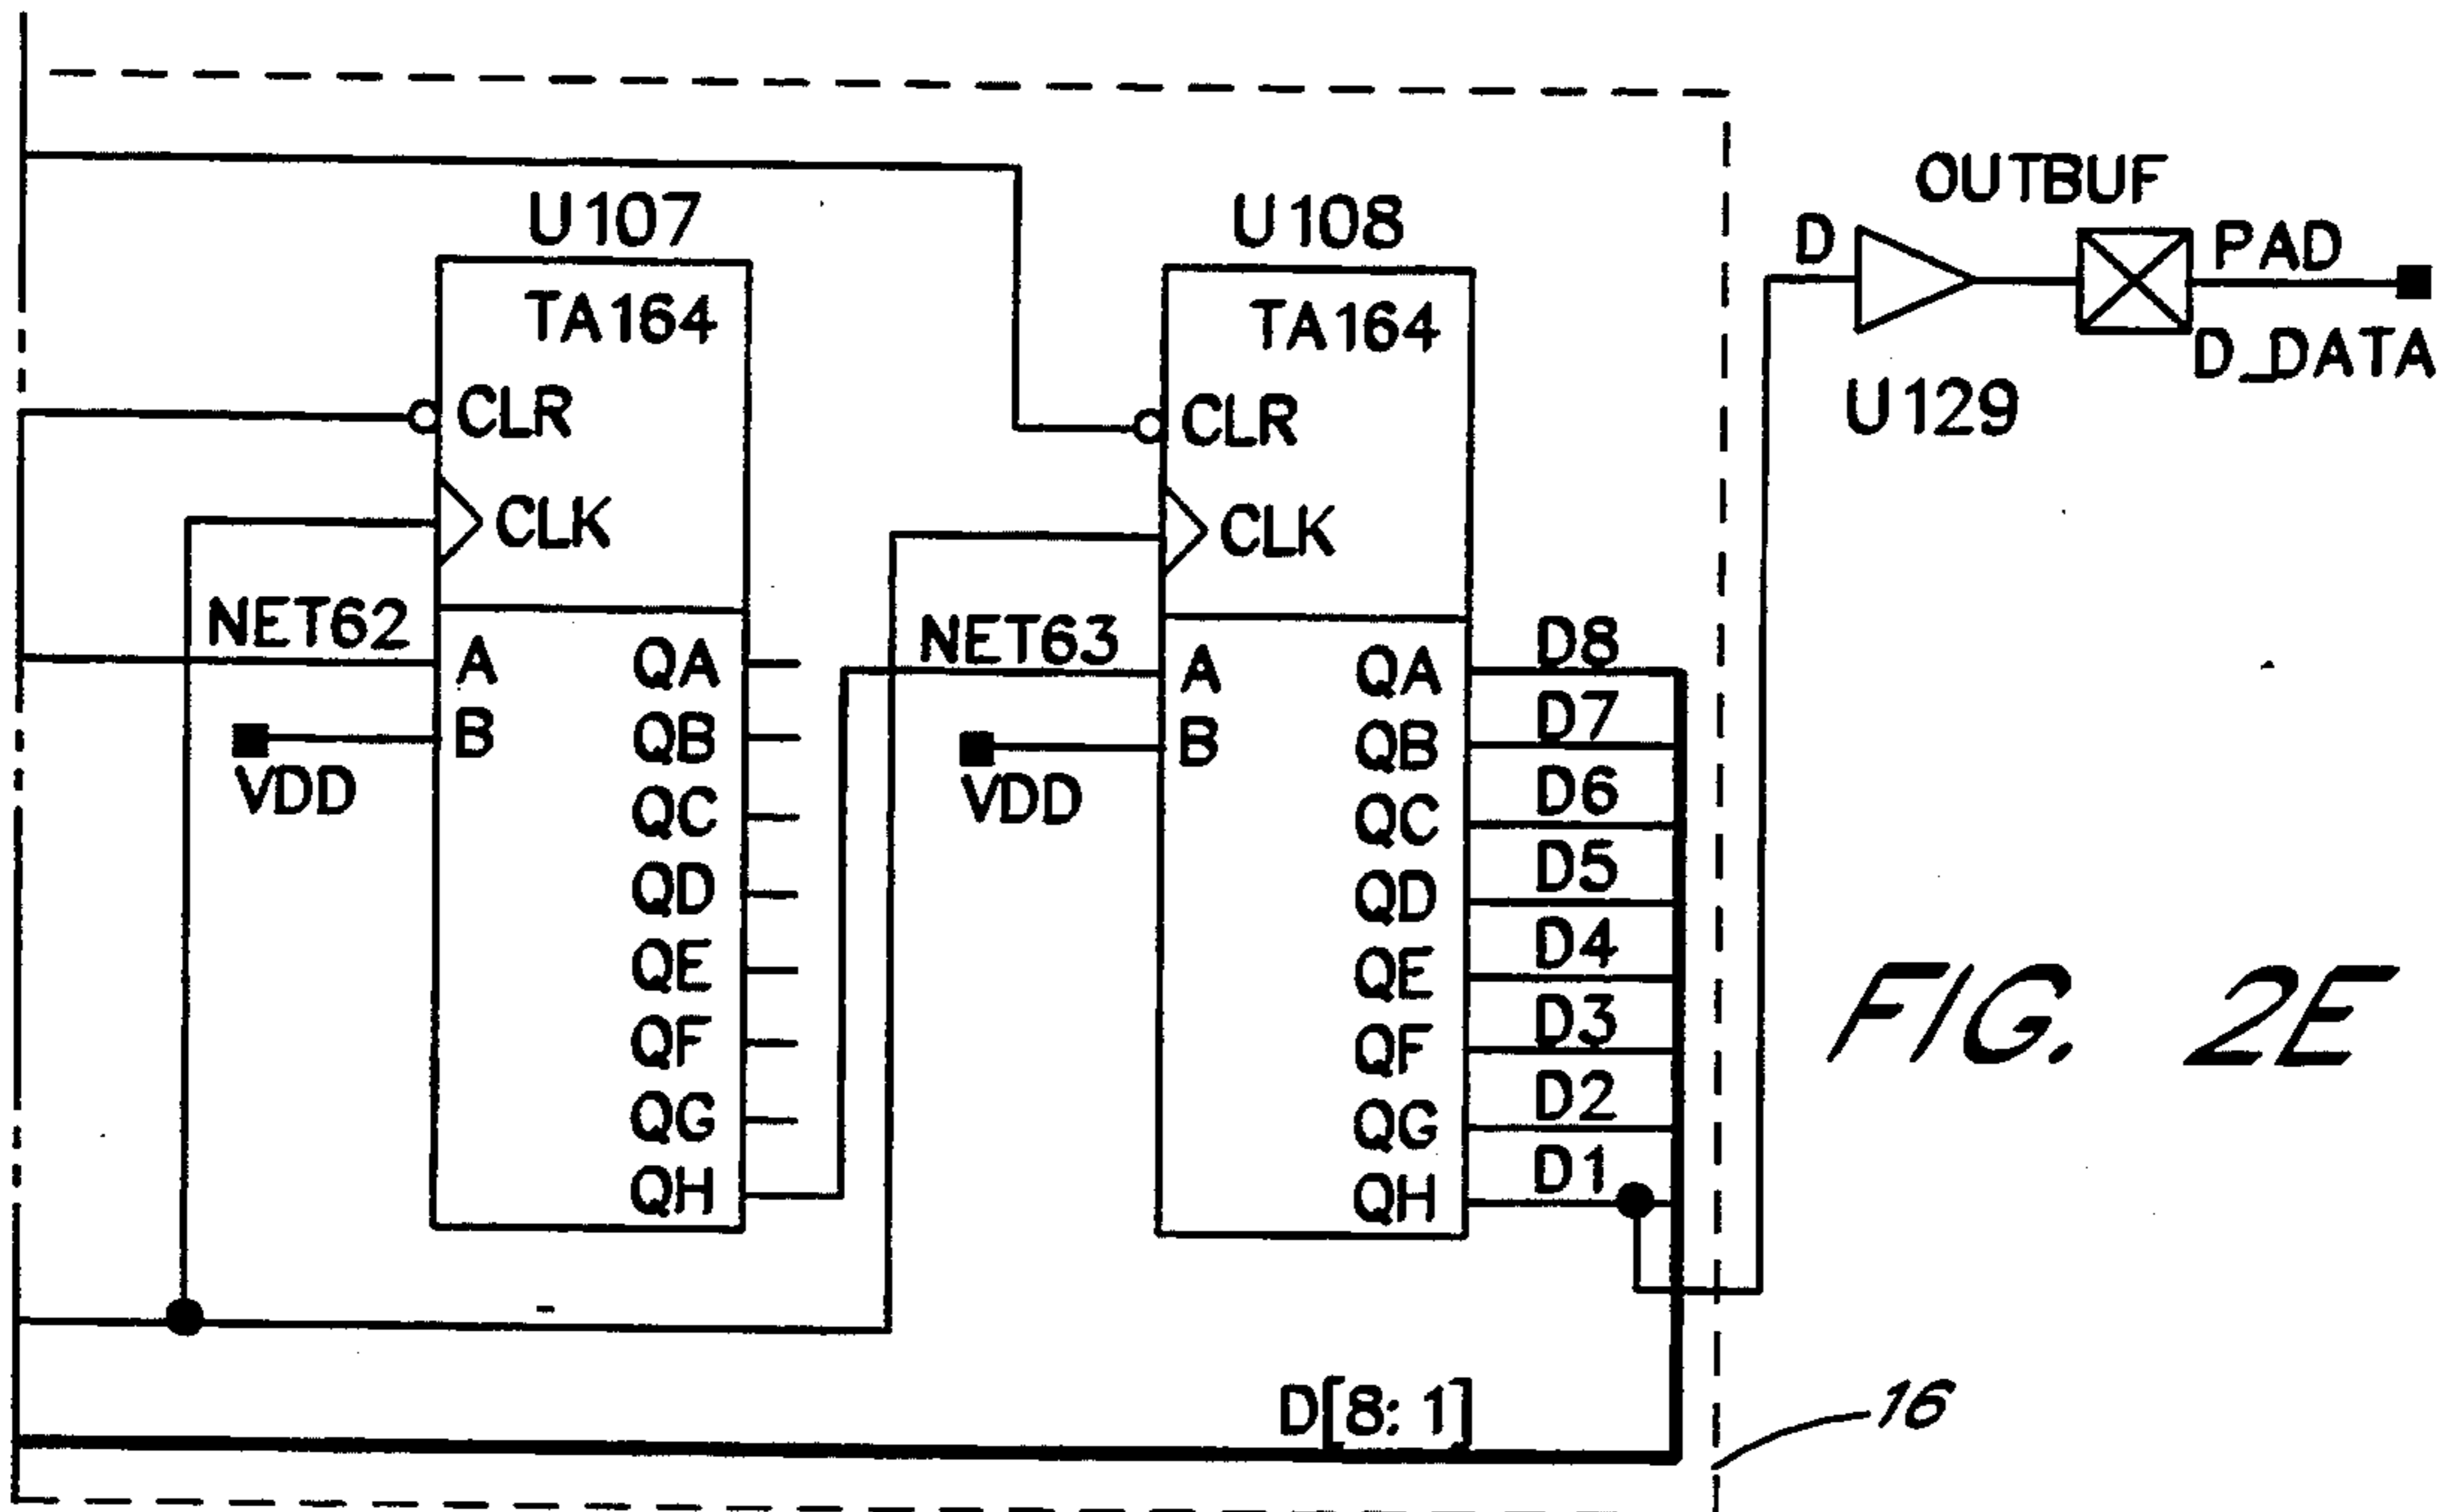 OUTBUF
U107
U108
D
PAD
TA164
TA164
D_DATA
U129
CLR
CLR
CLK
CLK
NET62
NET63
A
QA
A
QA
D8
B
QB
B
QB
D7
VDD
VDD
QC
QC
D6
QD
QD
D5
QE
QE
D4
QF
QF
D3
QG
QG
D2
QH
QH
D1
FIG. 2E
D[8: 1]
16